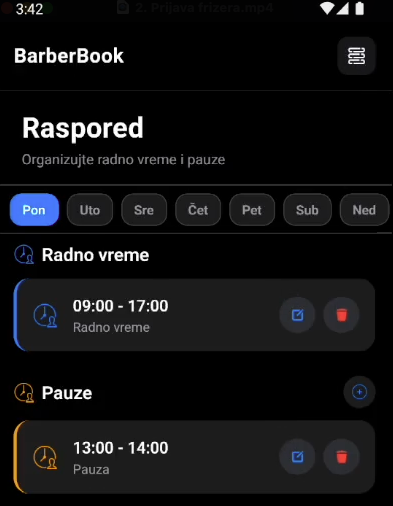 3:42
2. Prijava frizera.mp4
BarberBook
Raspored
Organizujte radno vreme i pauze
Pon Uto Sre Čet Pet Sub Ned
Radno vreme
09:00 - 17:00
Radno vreme
Pauze
13:00 - 14:00
Pauza